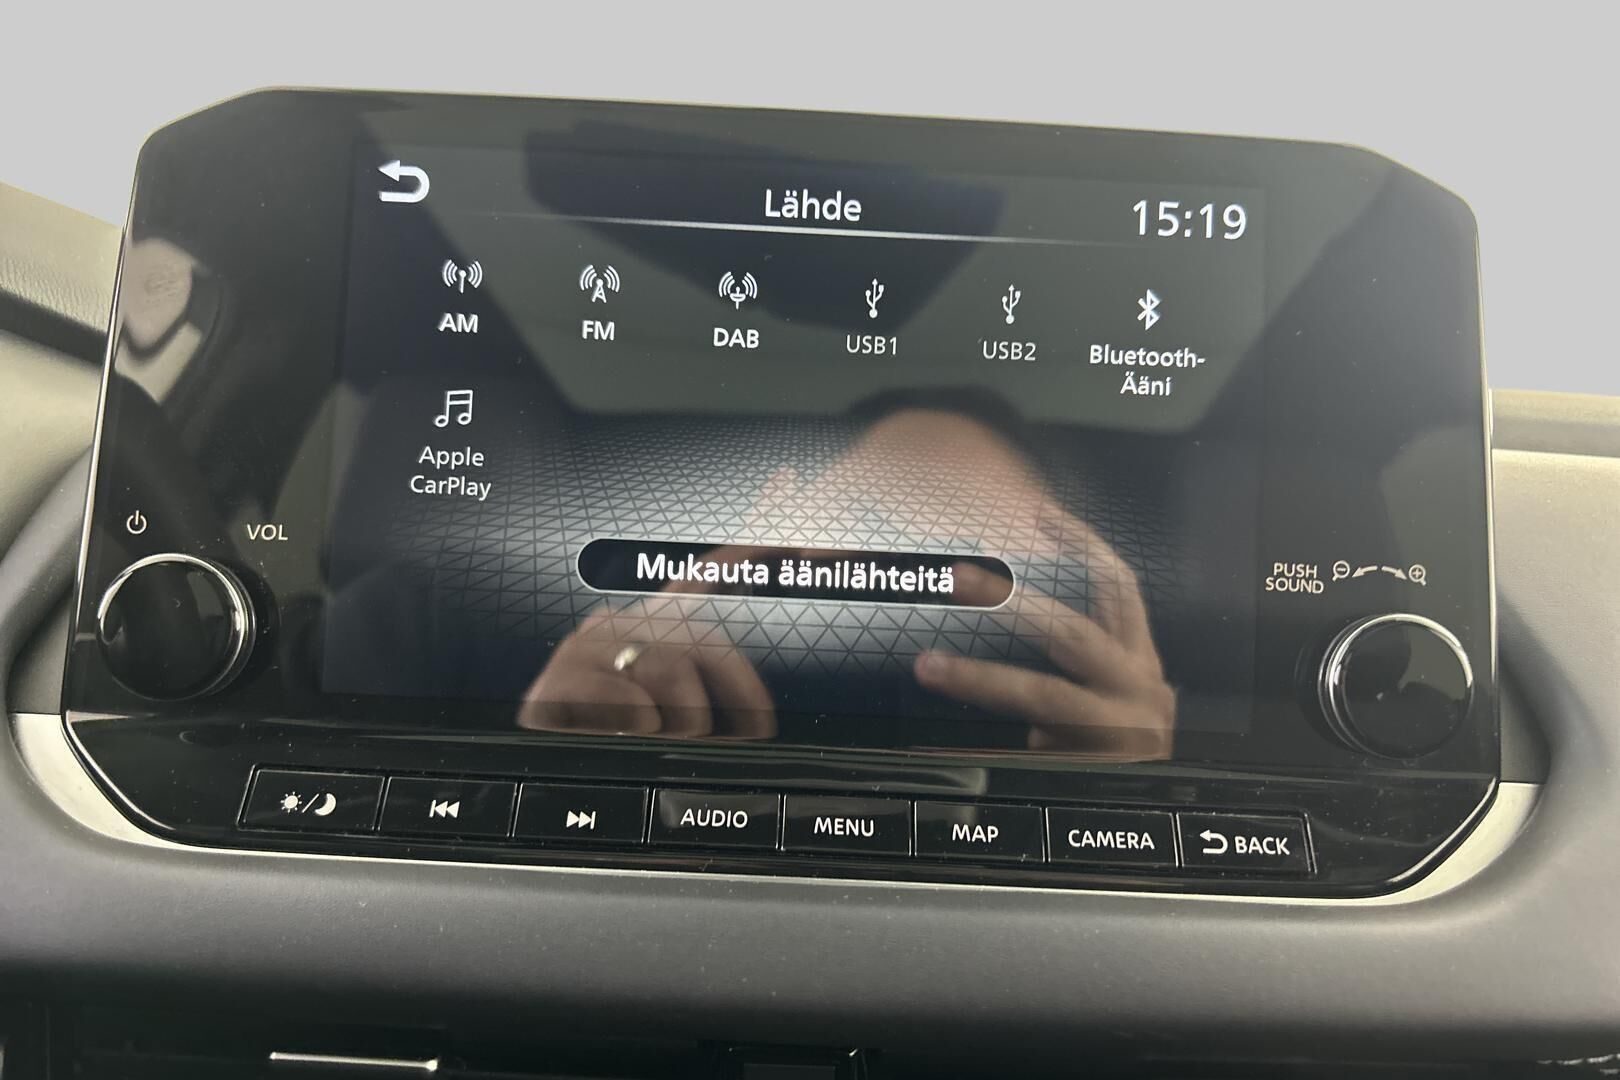 Lähde
15:19
AM
FM
DAB
USB1
USB2
Bluetooth-
Ääni
Apple
CarPlay
VOL
Mukauta äänilähteitä
PUSH
SOUND
AUDIO
MENU
MAP
CAMERA
BACK